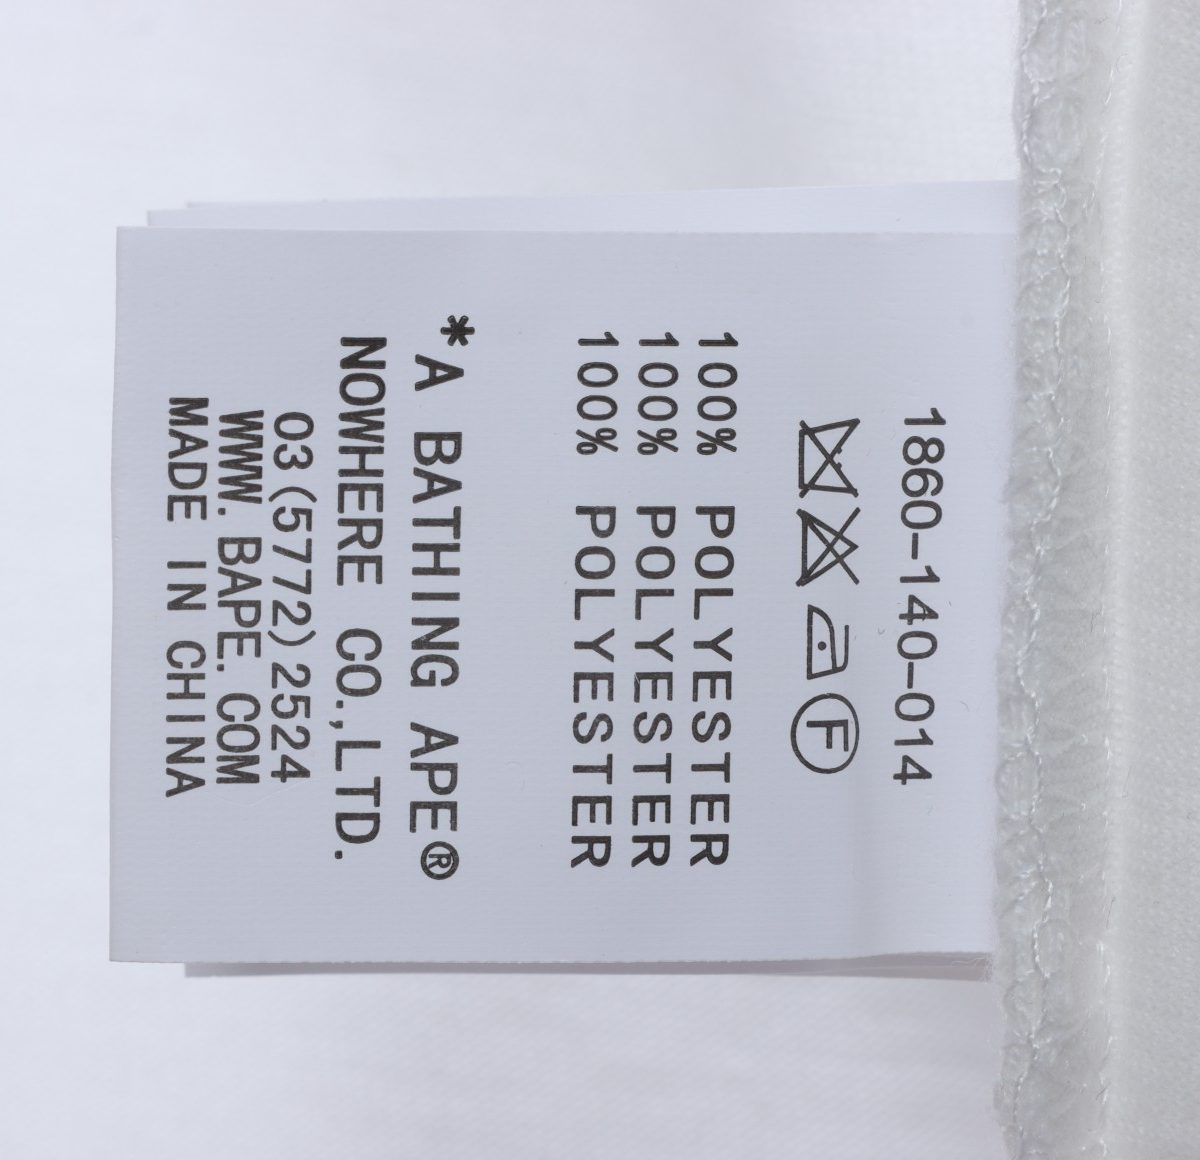 1860-140-014
F
100% POLYESTER
100% POLYESTER
100% POLYESTER
*A BATHING APE®
NOWHERE CO.,LTD.
03(5772)2524
WWW.BAPE.COM
MADE IN CHINA